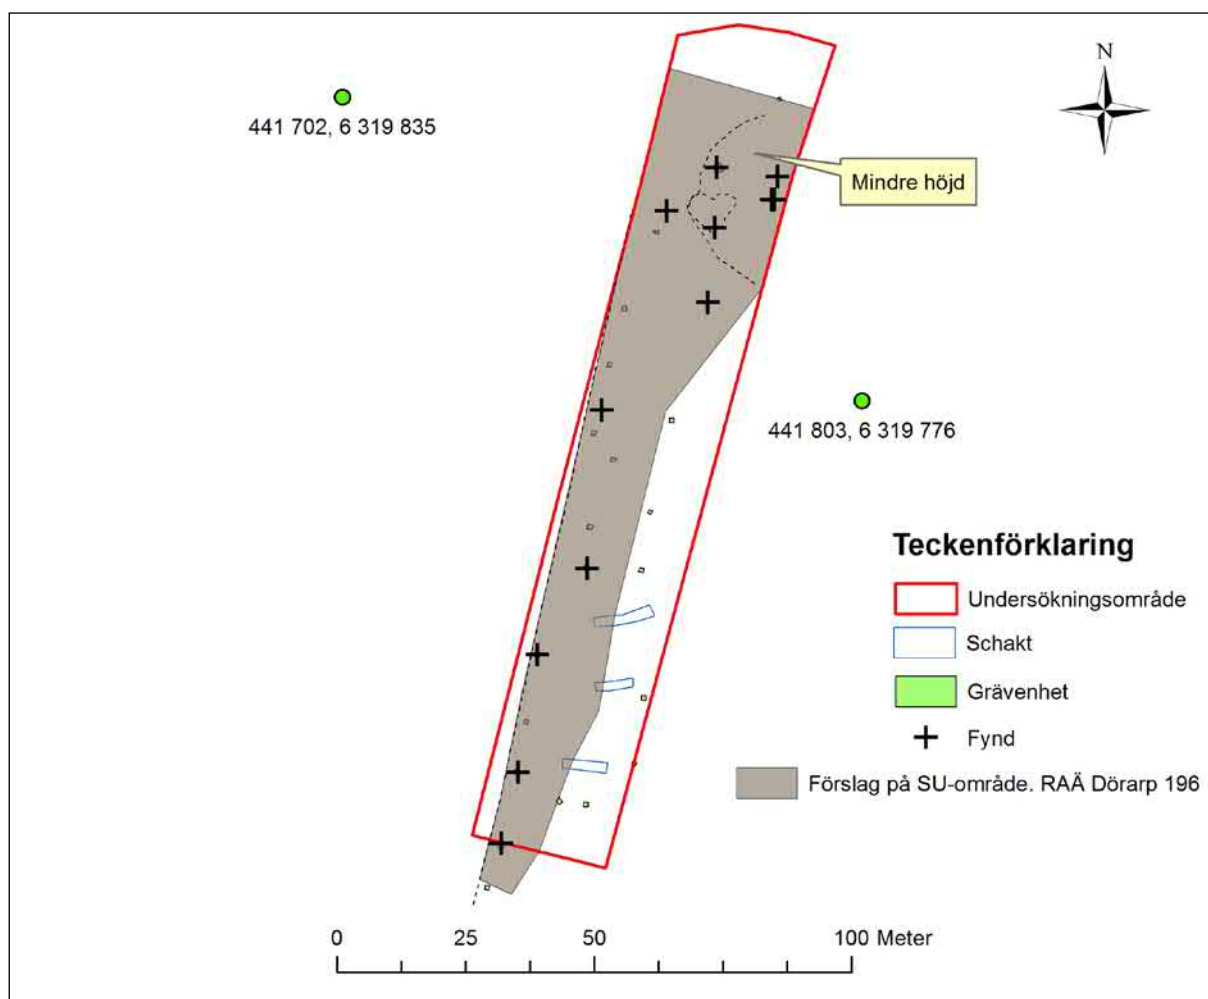 N
441 702, 6 319 835
Mindre höjd
441 803, 6 319 776
Teckenförklaring
Undersökningsområde
Schakt
Grävenhet
Fynd
Förslag på SU-område. RAÄ Dörarp 196
0 25 50 100 Meter